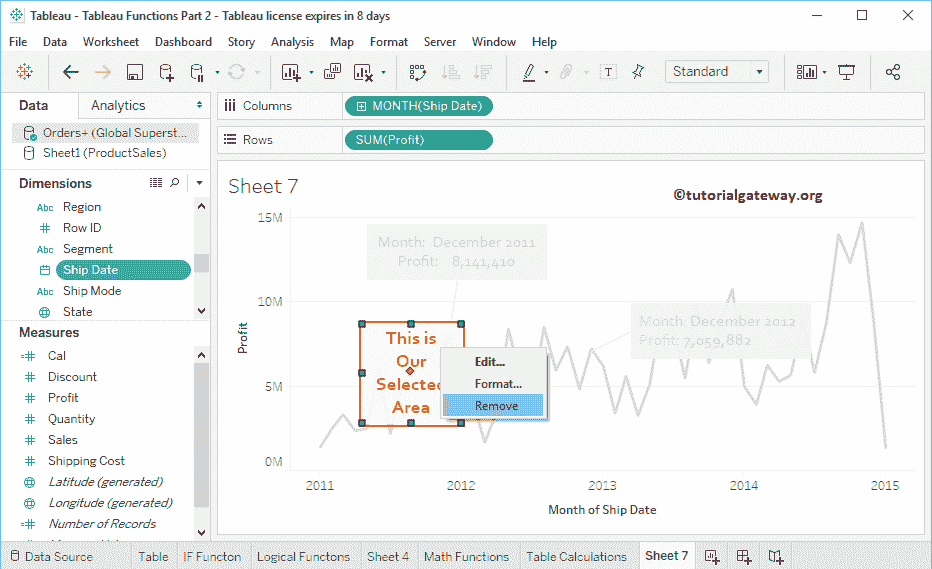 Tableau - Tableau Functions Part 2 - Tableau license expires in 8 days
File Data Worksheet Dashboard Story Analysis Map Format Server Window Help
T Standard
Data Analytics
Columns MONTH(Ship Date)
Orders+ (Global Superst...
Sheet1 (ProductSales)
Rows SUM(Profit)
Dimensions
Abc Region
Row ID
Abc Segment
Ship Date
Abc Ship Mode
State
Measures
Cal
Discount
Profit
Quantity
Sales
Shipping Cost
Latitude (generated)
Longitude (generated)
Number of Records
Sheet 7
©tutorialgateway.org
15M
10M
5M
0M
Profit
Month: December 2011
Profit: 8,141,410
Month: December 2012
Profit: 7,059,882
This is
Our
Selected
Area
Edit...
Format...
Remove
2011 2012 2013 2014 2015
Month of Ship Date
Data Source Table IF Functon Logical Functons Sheet 4 Math Functions Table Calculations Sheet 7